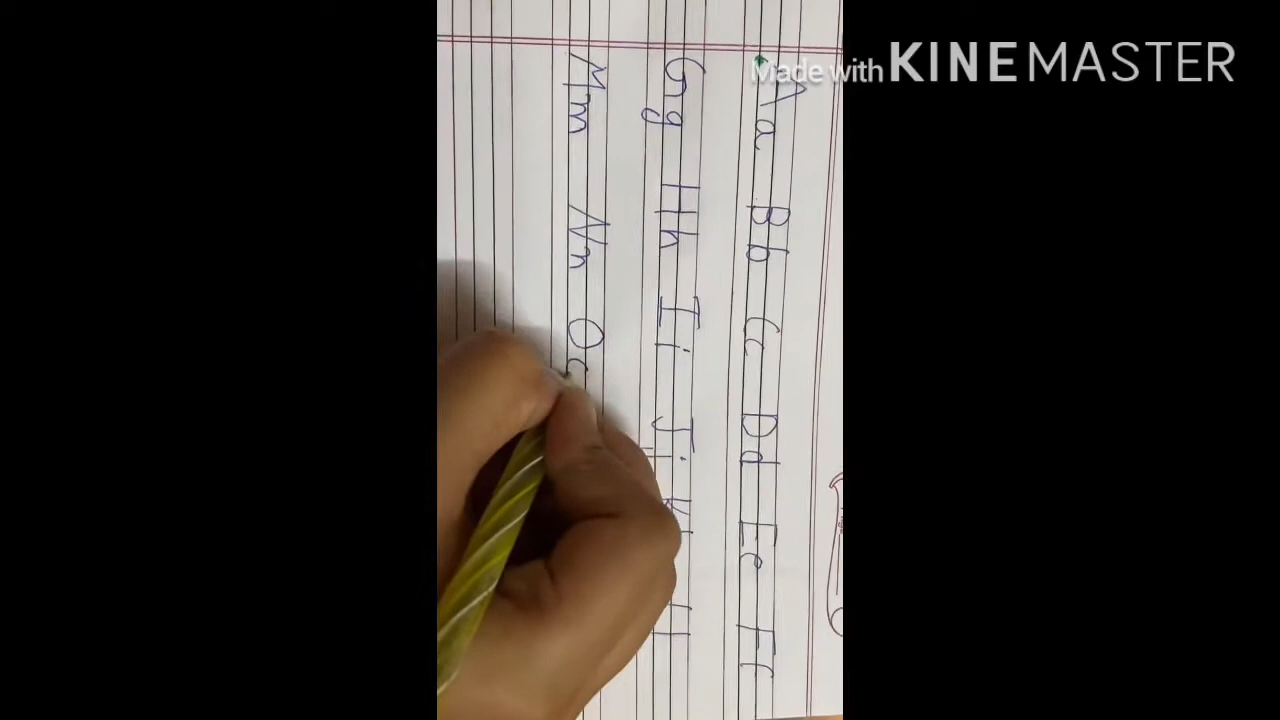 Made with KINEMASTER
Aa Bb Cc Dd Ee Ff
Gg Hh Ii Jj
Mm Nn O